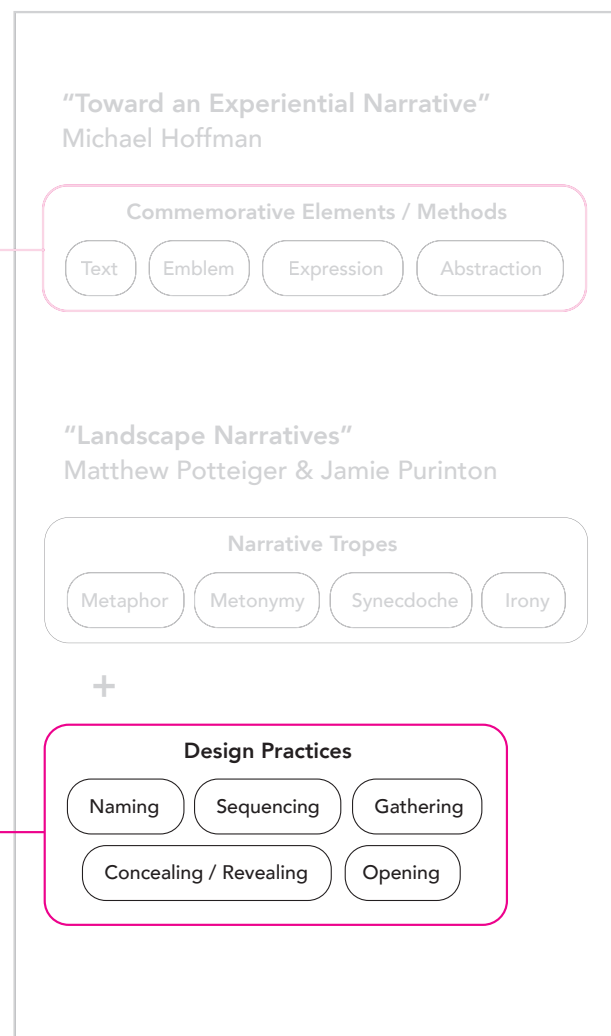 “Toward an Experiential Narrative”
Michael Hoffman
Commemorative Elements / Methods
Text Emblem Expression Abstraction
“Landscape Narratives”
Matthew Potteiger & Jamie Purinton
Narrative Tropes
Metaphor Metonymy Synecdoche Irony
+
Design Practices
Naming Sequencing Gathering
Concealing / Revealing Opening